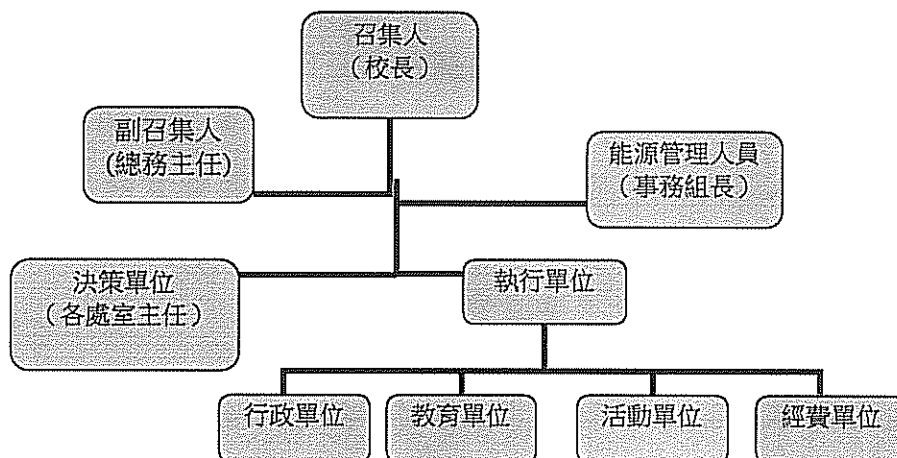 召集人
（校長）
副召集人
(總務主任)
能源管理人員
（事務組長）
決策單位
（各處室主任）
執行單位
行政單位
教育單位
活動單位
經費單位